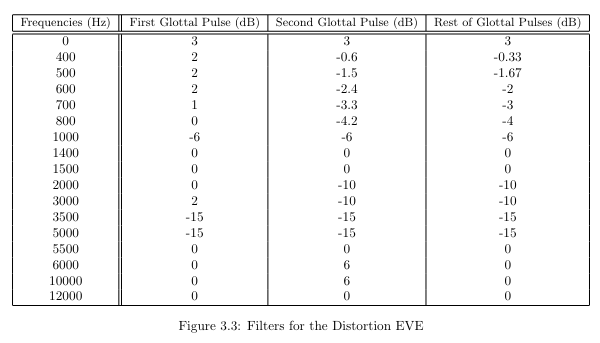 Frequencies (Hz) First Glottal Pulse (dB) Second Glottal Pulse (dB) Rest of Glottal Pulses (dB)
0 3 3 3
400 2 -0.6 -0.33
500 2 -1.5 -1.67
600 2 -2.4 -2
700 1 -3.3 -3
800 0 -4.2 -4
1000 -6 -6 -6
1400 0 0 0
1500 0 0 0
2000 0 -10 -10
3000 2 -10 -10
3500 -15 -15 -15
5000 -15 -15 -15
5500 0 0 0
6000 0 6 0
10000 0 6 0
12000 0 0 0
Figure 3.3: Filters for the Distortion EVE